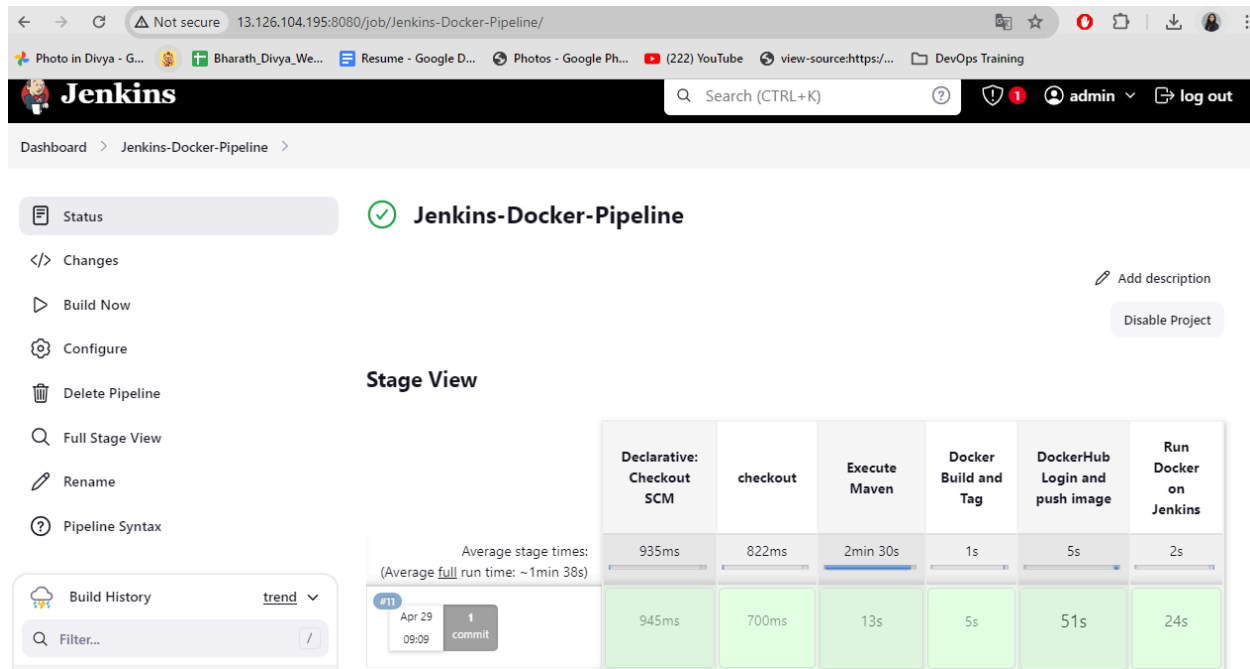 Not secure 13.126.104.195:8080/job/Jenkins-Docker-Pipeline/
Photo in Divya - G... Bharath_Divya_We... Resume - Google D... Photos - Google Ph... (222) YouTube view-source:https:/... DevOps Training
Jenkins Search (CTRL+K) ? 1 admin log out
Dashboard > Jenkins-Docker-Pipeline >
Status
Jenkins-Docker-Pipeline
</> Changes
Add description
Build Now
Disable Project
Configure
Stage View
Delete Pipeline
Full Stage View
Rename
Pipeline Syntax
Declarative: Checkout SCM
checkout
Execute Maven
Docker Build and Tag
DockerHub Login and push image
Run Docker on Jenkins
Average stage times: 935ms 822ms 2min 30s 1s 5s 2s
(Average full run time: ~1min 38s)
Build History trend
Filter... /
#11
Apr 29 09:09
1 commit
945ms 700ms 13s 5s 51s 24s